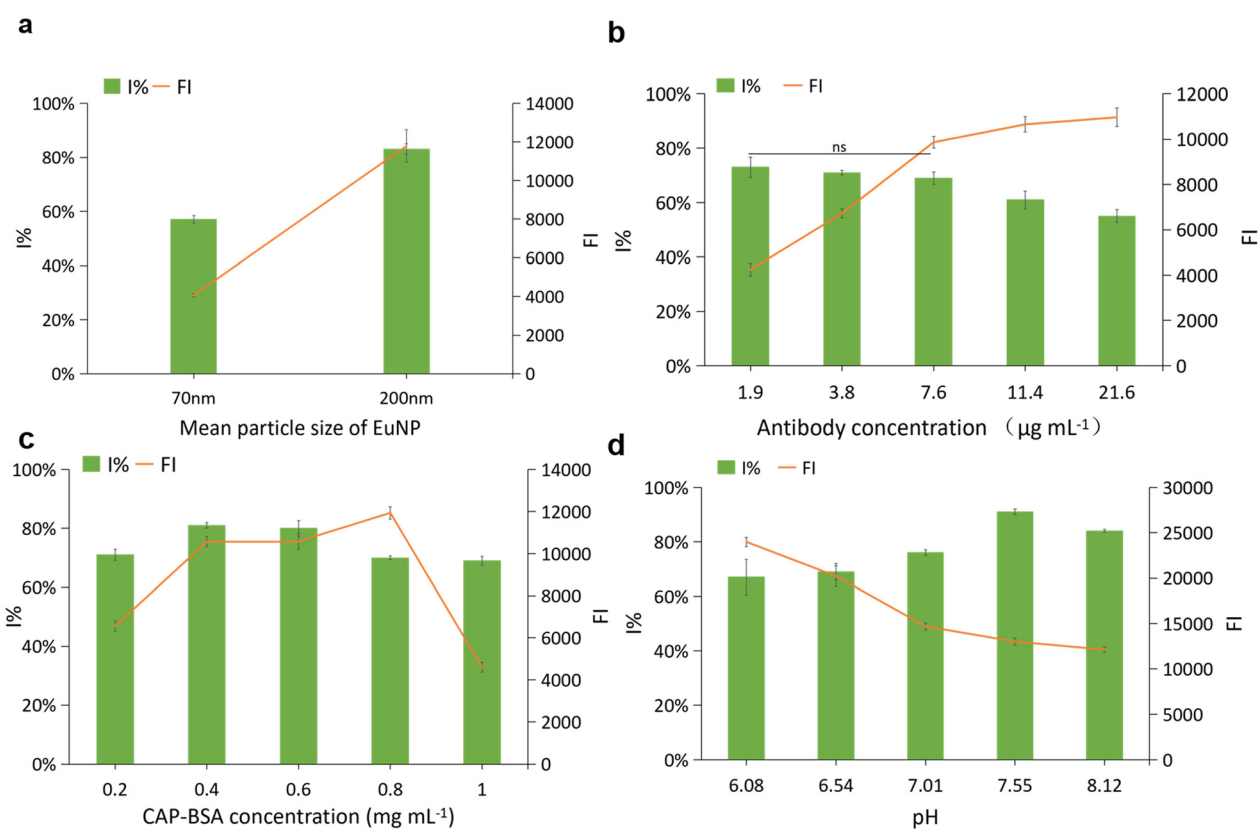 a
I% FI
100%
80%
60%
40%
20%
0%
I%
14000
12000
10000
8000
6000
4000
2000
0
FI
70nm 200nm
Mean particle size of EuNP
b
I% FI
100%
80%
60%
40%
20%
0%
I%
ns
12000
10000
8000
6000
4000
2000
0
FI
1.9 3.8 7.6 11.4 21.6
Antibody concentration （μg mL-1）
c
I% FI
100%
80%
60%
40%
20%
0%
I%
14000
12000
10000
8000
6000
4000
2000
0
FI
0.2 0.4 0.6 0.8 1
CAP-BSA concentration (mg mL-1)
d
I% FI
100%
80%
60%
40%
20%
0%
I%
30000
25000
20000
15000
10000
5000
0
FI
6.08 6.54 7.01 7.55 8.12
pH